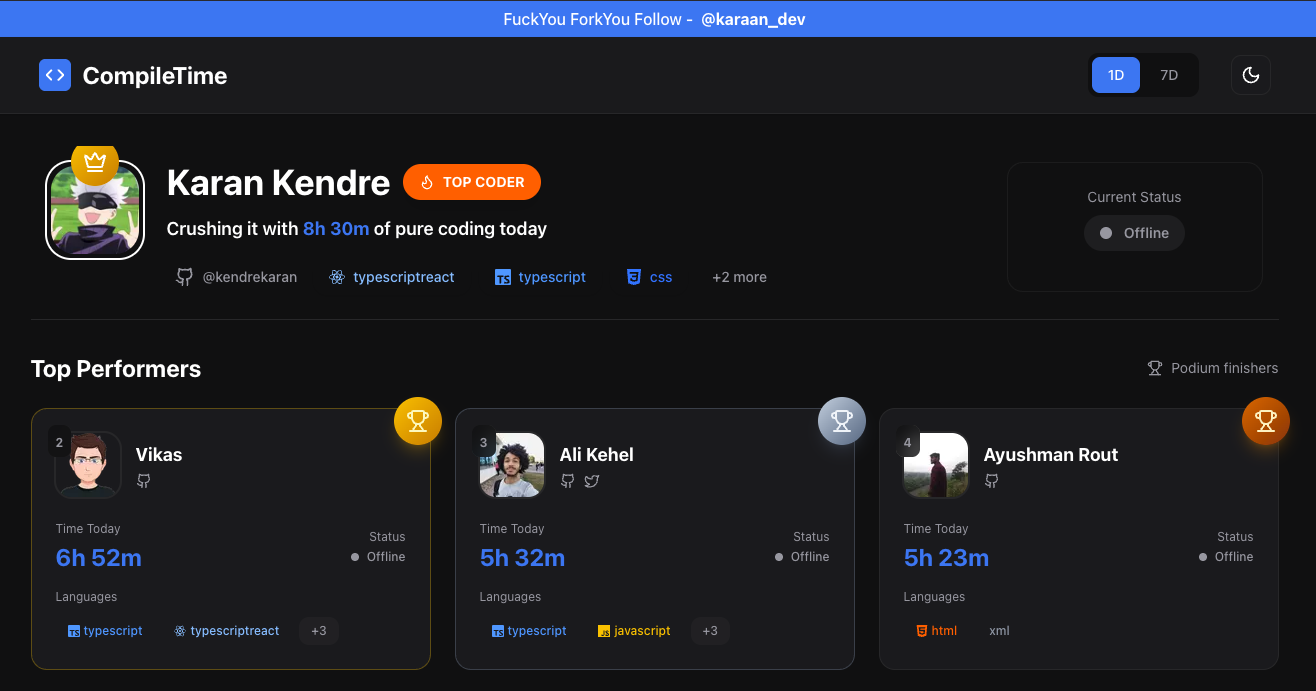 FuckYou ForkYou Follow - @karaan_dev
CompileTime
1D
7D
Karan Kendre
TOP CODER
Crushing it with 8h 30m of pure coding today
@kendrekaran
typescriptreact
TS typescript
css
+2 more
Current Status
Offline
Top Performers
Podium finishers
2
Vikas
Time Today
6h 52m
Status
Offline
Languages
TS typescript
typescriptreact
+3
3
Ali Kehel
Time Today
5h 32m
Status
Offline
Languages
TS typescript
JS javascript
+3
4
Ayushman Rout
Time Today
5h 23m
Status
Offline
Languages
html
xml